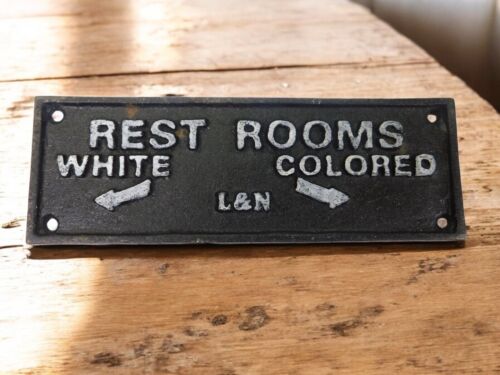 REST ROOMS
WHITE COLORED
L&N